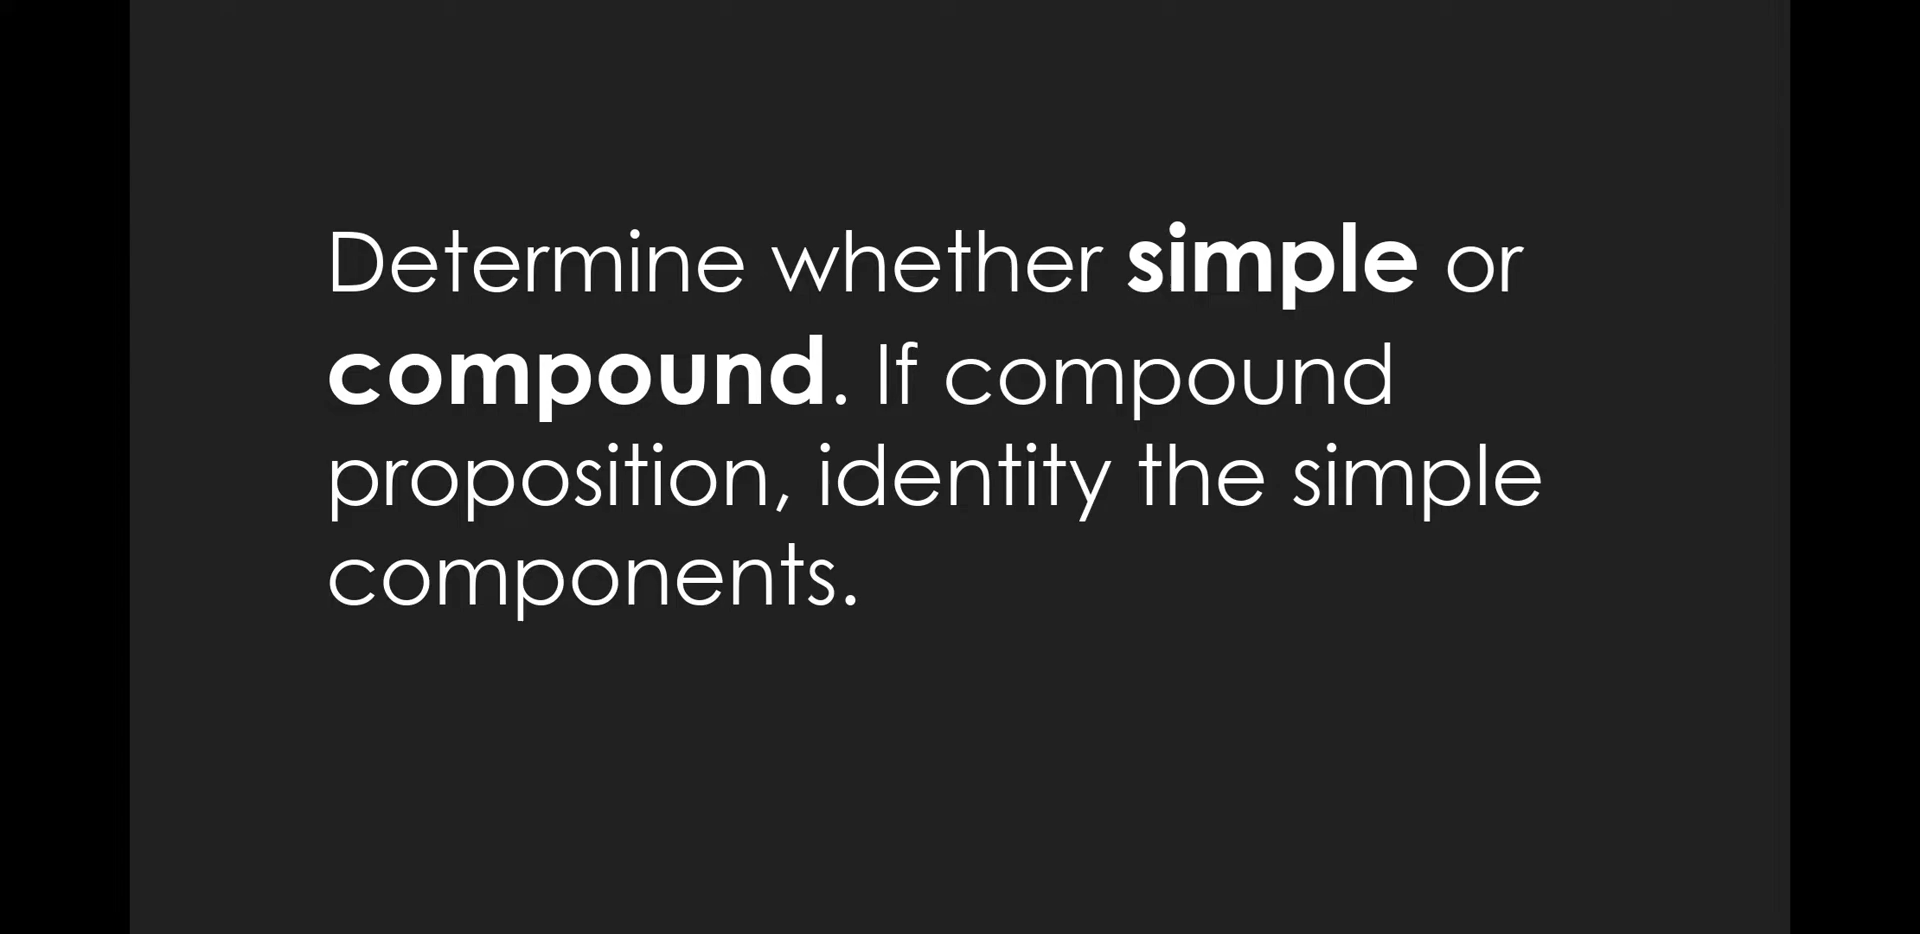 Determine whether simple or
compound. If compound
proposition, identity the simple
components.